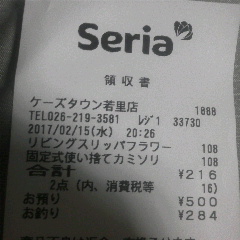 Seria
領収書
ケーズタウン若里店 1888
TEL026-219-3581 レジ1 33730
2017/02/15(水) 20:26
リビングスリッパフラワー 108
固定式使い捨てカミソリ 108
合計 ¥216
2点(内、消費税等 16)
お預り ¥500
お釣り ¥284